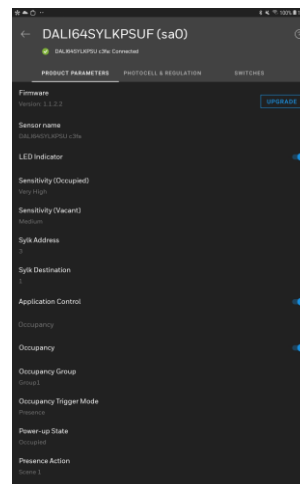 100%
DALI64SYLKPSUF (sa0)
DALI64SYLKPSU c3fe Connected
PRODUCT PARAMETERS PHOTOCELL & REGULATION SWITCHES
Firmware
Version: 1.1.2.2
UPGRADE
Sensor name
DALI64SYLKPSU c3fe
LED Indicator
Sensitivity (Occupied)
Very High
Sensitivity (Vacant)
Medium
Sylk Address
3
Sylk Destination
1
Application Control
Occupancy
Occupancy
Occupancy Group
Group1
Occupancy Trigger Mode
Presence
Power-up State
Occupied
Presence Action
Scene 1